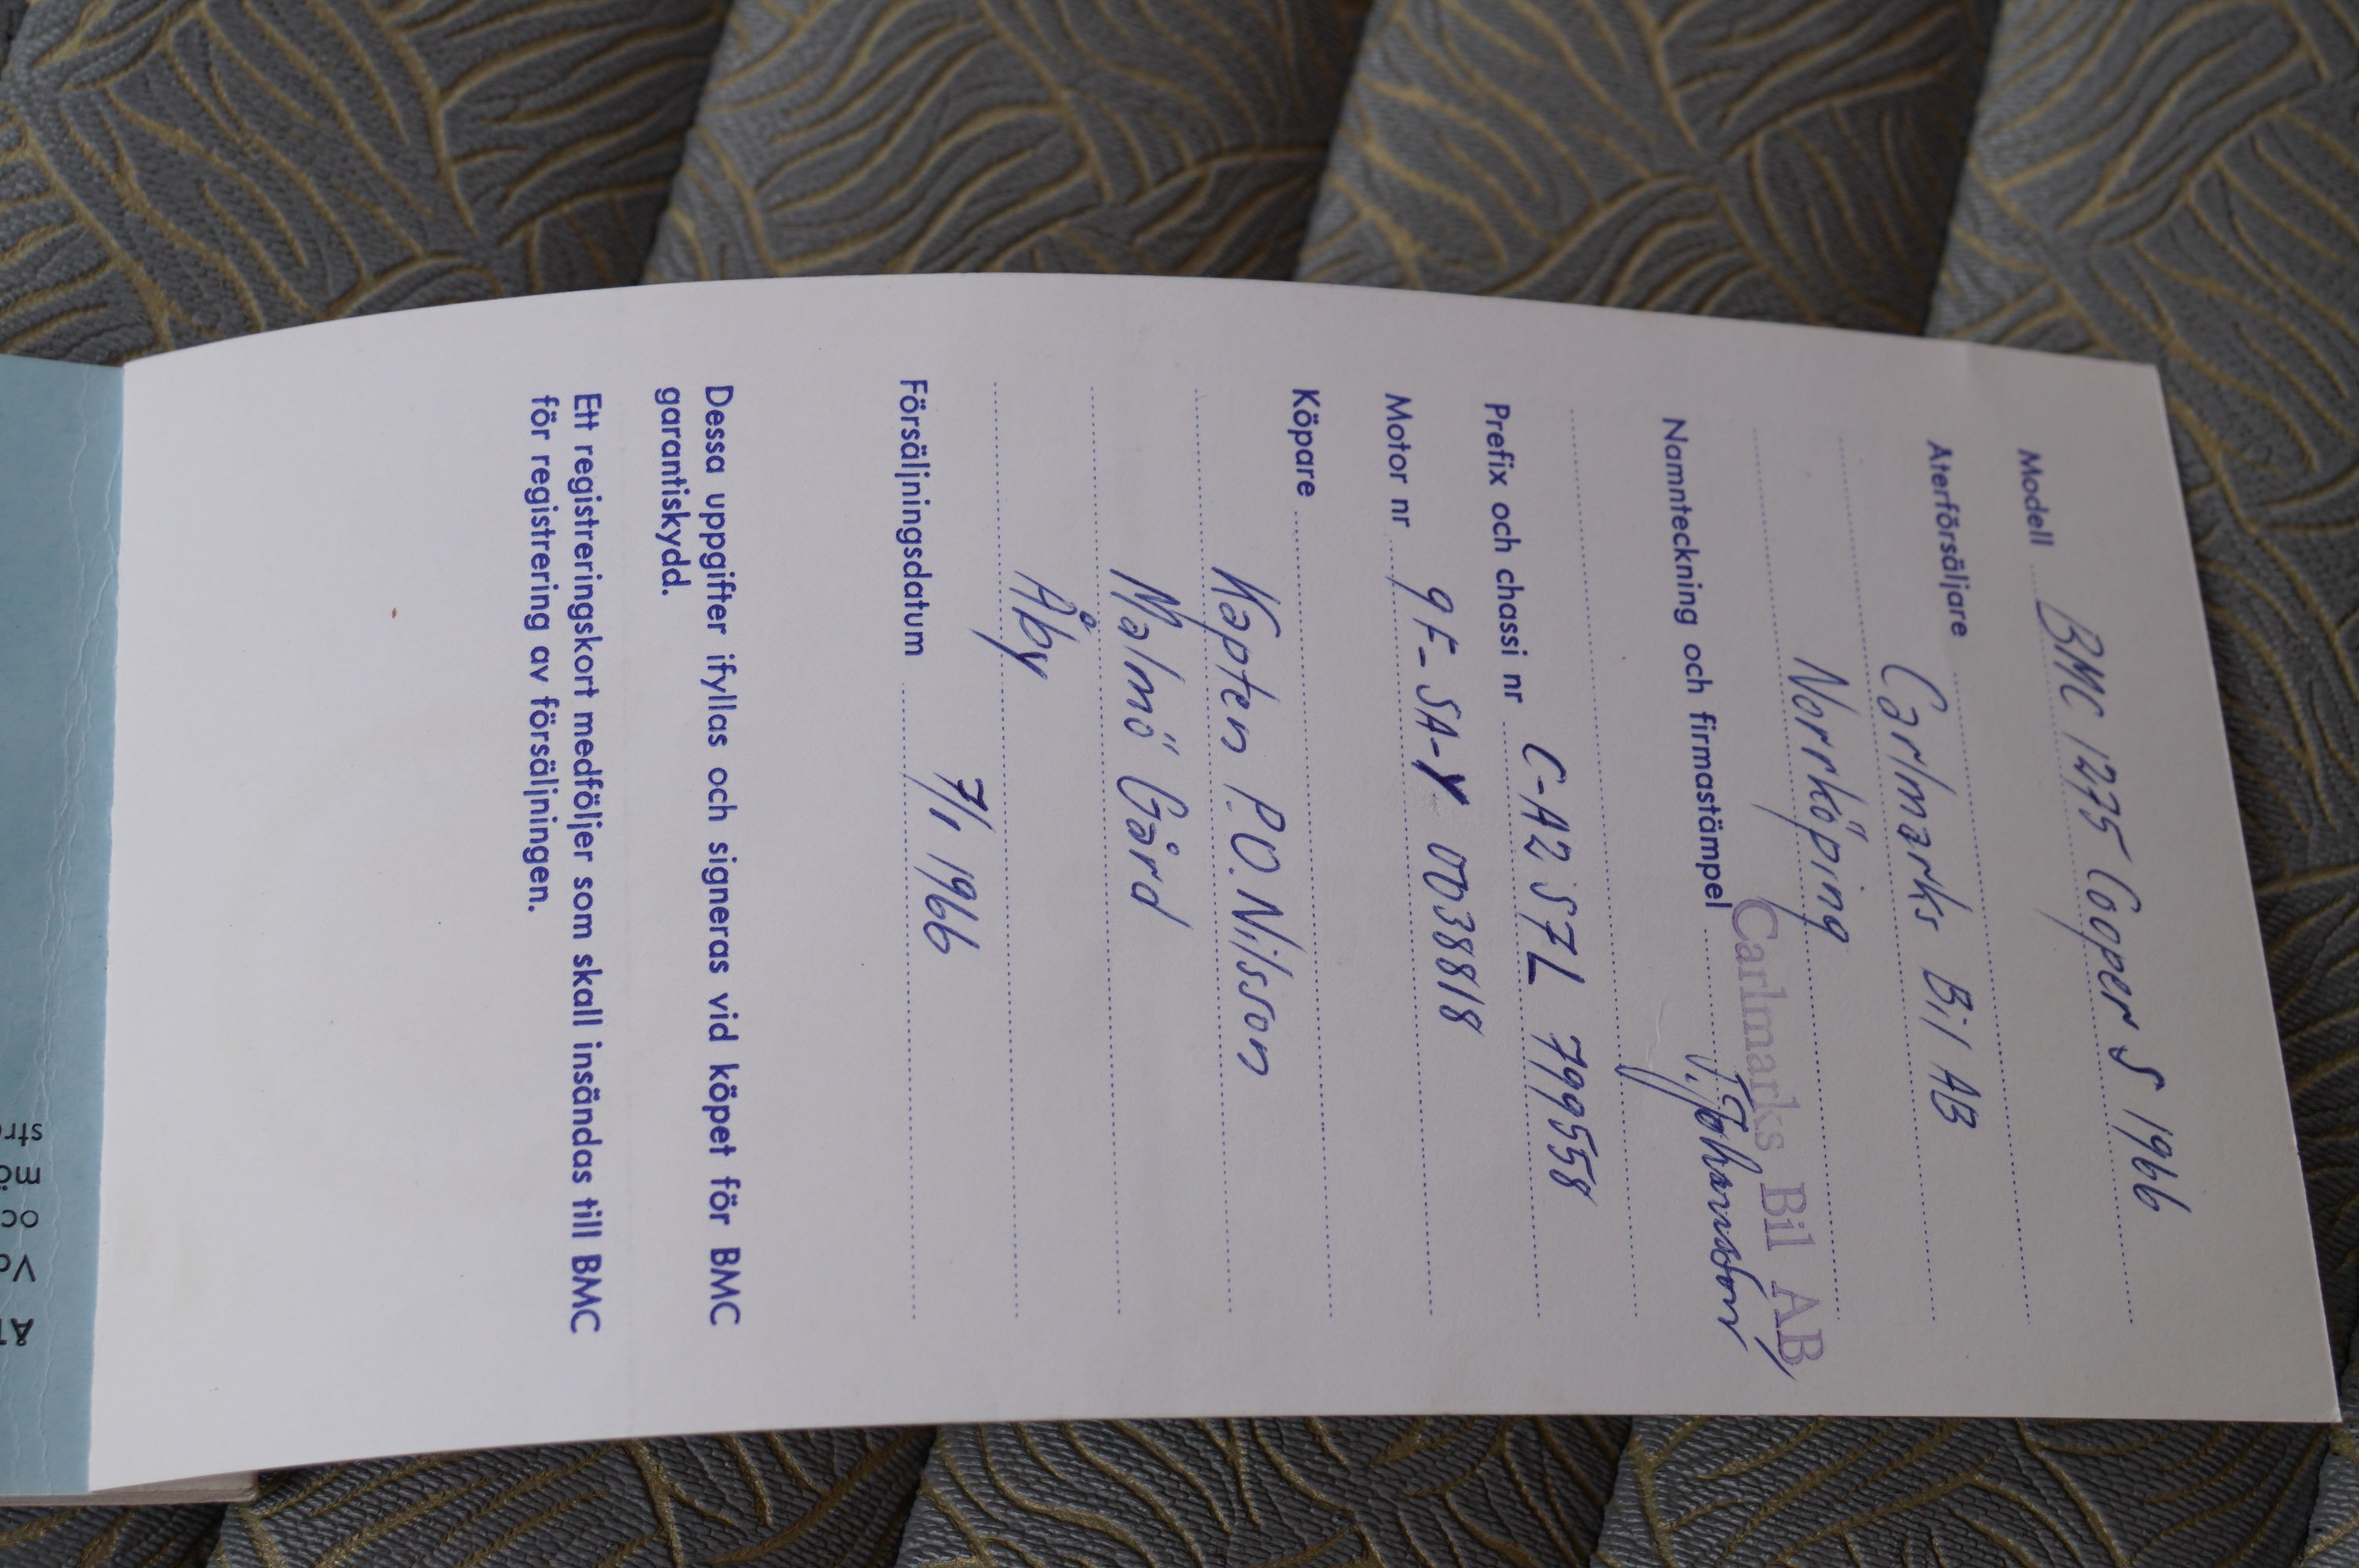 Modell BMC 1275 Cooper S 1966
Återförsäljare Carlmarks Bil AB
Norrköping
Carlmarks Bil AB
Namnteckning och firmastämpel V. Johansson
Prefix och chassi nr C-A2S7L 799558
Motor nr 9F-SA-Y 0038818
Köpare
Kapten P.O. Nilsson
Malmö Gård
Åby
Försäljningsdatum 7/1 1966
Dessa uppgifter ifyllas och signeras vid köpet för BMC
garantiskydd.
Ett registreringskort medföljer som skall insändas till BMC
för registrering av försäljningen.